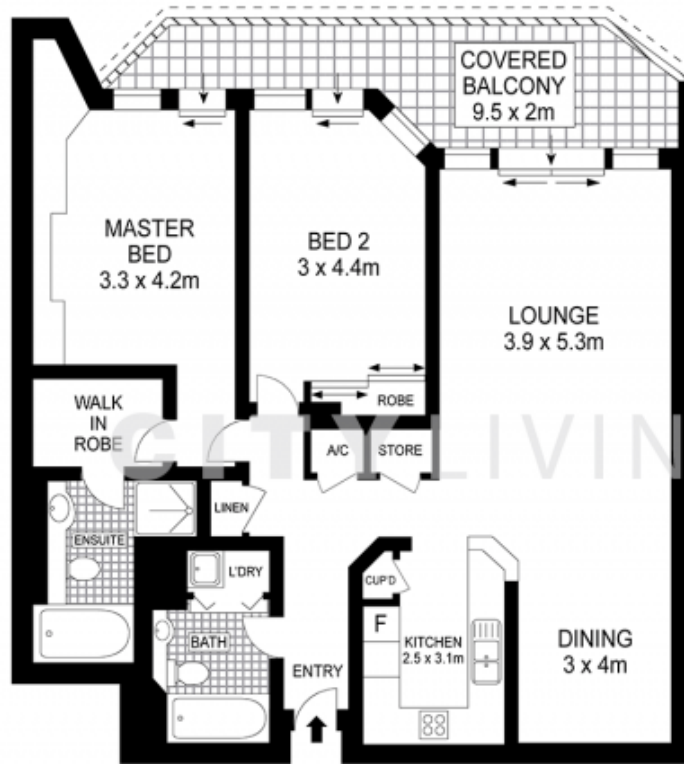 COVERED
BALCONY
9.5 x 2m
MASTER
BED
3.3 x 4.2m
BED 2
3 x 4.4m
LOUNGE
3.9 x 5.3m
ROBE
WALK
IN
ROBE
CITYLIVIN
A/C
STORE
LINEN
ENSUITE
L'DRY
CUP'D
F
BATH
KITCHEN
2.5 x 3.1m
DINING
3 x 4m
ENTRY